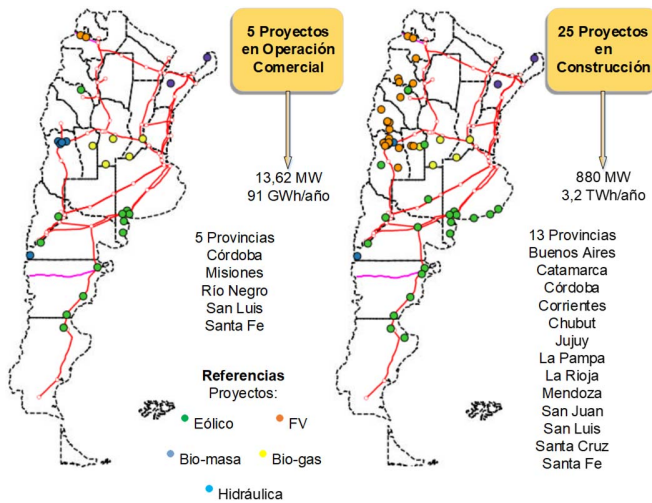 5 Proyectos
en Operación
Comercial
13,62 MW
91 GWh/año
5 Provincias
Córdoba
Misiones
Río Negro
San Luis
Santa Fe
Referencias
Proyectos:
Eólico
FV
Bio-masa
Bio-gas
Hidráulica
25 Proyectos
en
Construcción
880 MW
3,2 TWh/año
13 Provincias
Buenos Aires
Catamarca
Córdoba
Corrientes
Chubut
Jujuy
La Pampa
La Rioja
Mendoza
San Juan
San Luis
Santa Cruz
Santa Fe